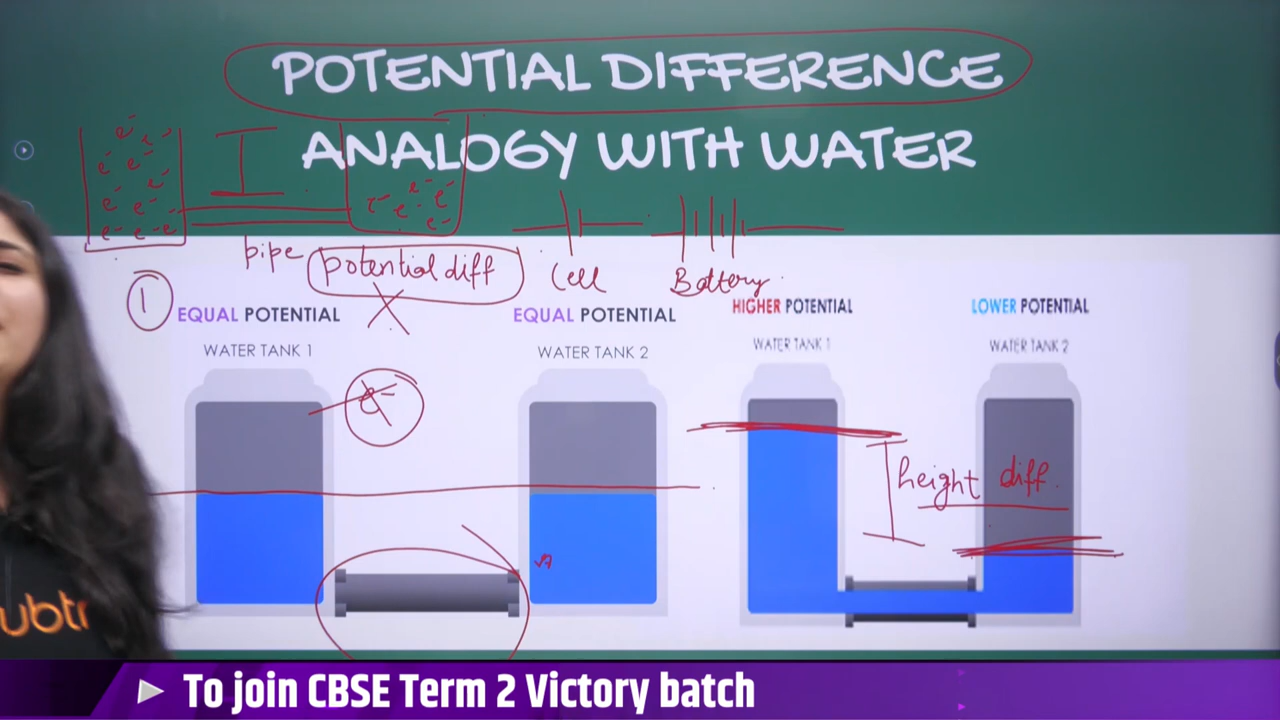 POTENTIAL DIFFERENCE
ANALOGY WITH WATER
e⁻ e⁻ e⁻ e⁻ e⁻ e⁻ e⁻ e⁻ e⁻
I
e⁻ e⁻ e⁻ e⁻ e⁻ e⁻
pipe
potential diff
Cell
Battery
1
EQUAL POTENTIAL
WATER TANK 1
EQUAL POTENTIAL
WATER TANK 2
HIGHER POTENTIAL
WATER TANK 1
LOWER POTENTIAL
WATER TANK 2
e⁻
height diff.
ubtn
To join CBSE Term 2 Victory batch